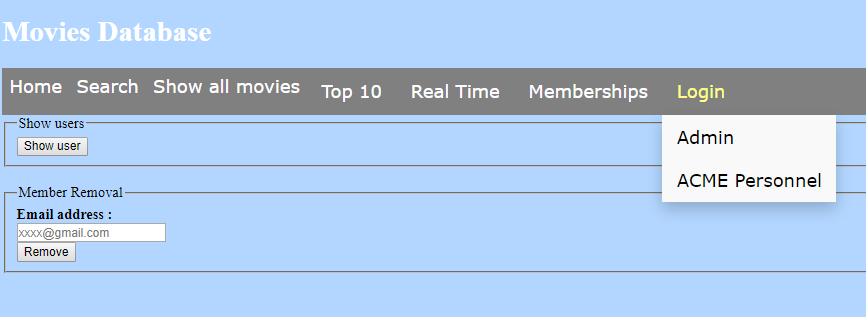 Movies Database
Home Search Show all movies Top 10 Real Time Memberships Login
Admin
ACME Personnel
Show users
Show user
Member Removal
Email address :
xxxx@gmail.com
Remove